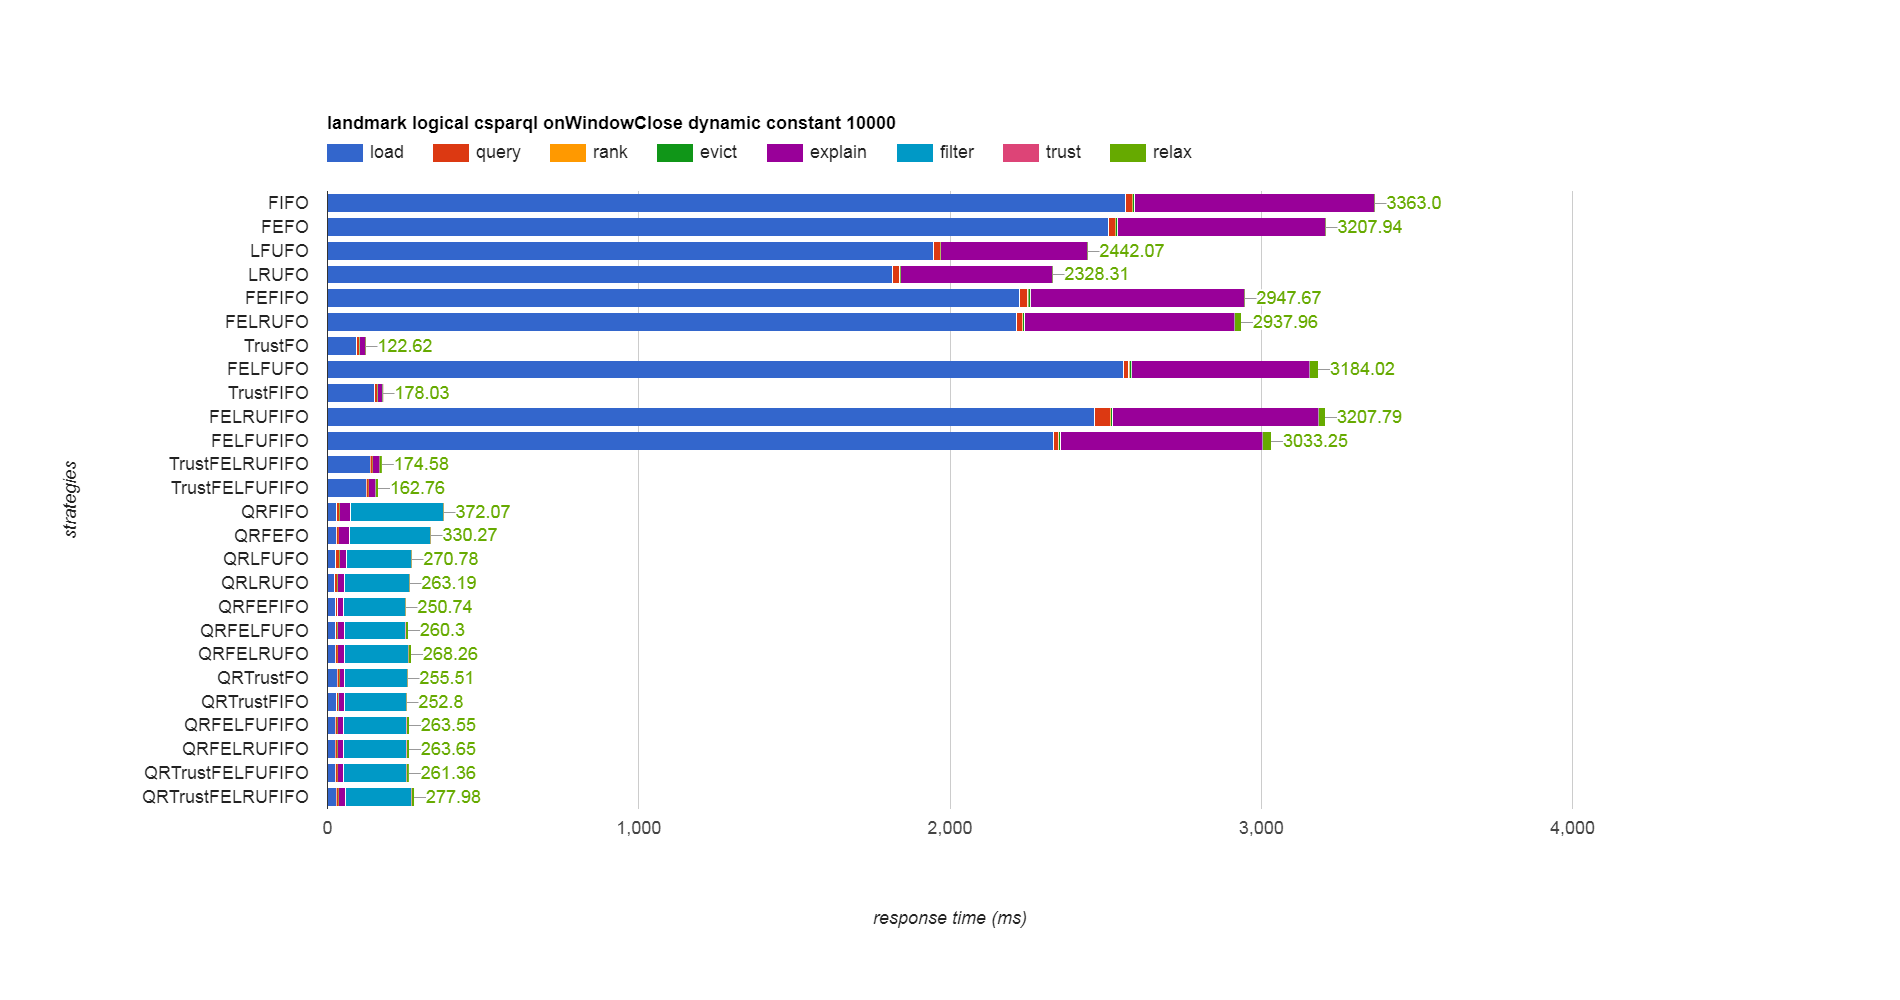 landmark logical csparql onWindowClose dynamic constant 10000
load query rank evict explain filter trust relax
FIFO 3363.0
FEFO 3207.94
LFUFO 2442.07
LRUFO 2328.31
FEFIFO 2947.67
FELRUFO 2937.96
TrustFO 122.62
FELFUFO 3184.02
TrustFIFO 178.03
FELRUFIFO 3207.79
FELFUFIFO 3033.25
TrustFELRUFIFO 174.58
TrustFELFUFIFO 162.76
QRFIFO 372.07
QRFEFO 330.27
QRLFUFO 270.78
QRLRUFO 263.19
QRFEFIFO 250.74
QRFELFUFO 260.3
QRFELRUFO 268.26
QRTrustFO 255.51
QRTrustFIFO 252.8
QRFELFUFIFO 263.55
QRFELRUFIFO 263.65
QRTrustFELFUFIFO 261.36
QRTrustFELRUFIFO 277.98
strategies
0 1,000 2,000 3,000 4,000
response time (ms)